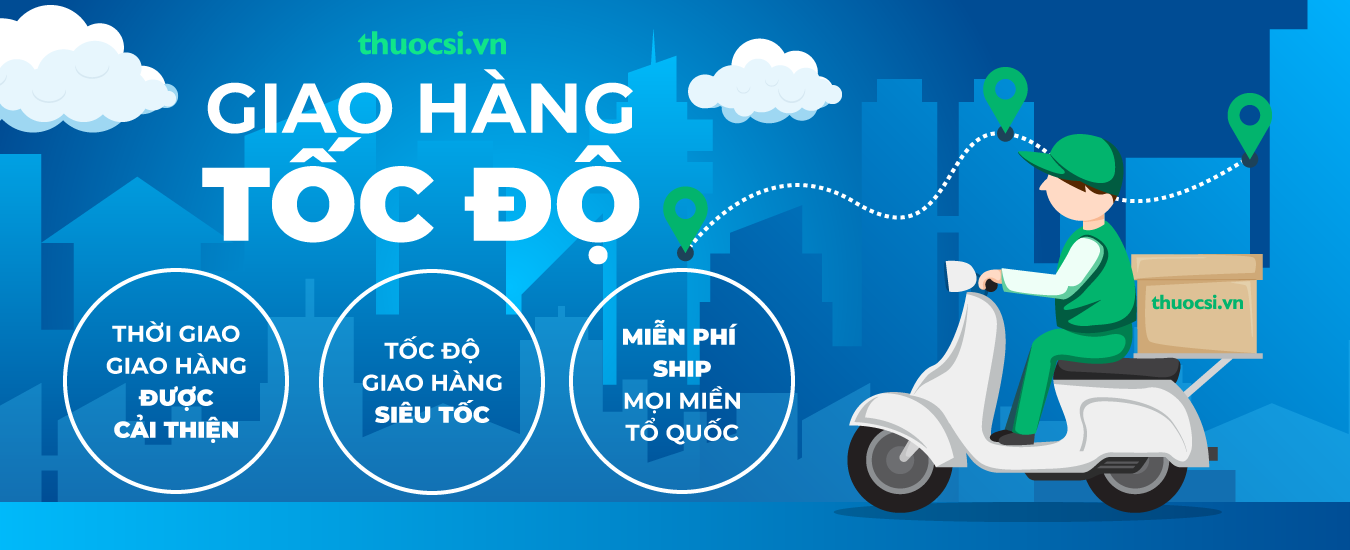 thuocsi.vn
GIAO HÀNG
TỐC ĐỘ
THỜI GIAO
GIAO HÀNG
ĐƯỢC
CẢI THIỆN
TỐC ĐỘ
GIAO HÀNG
SIÊU TỐC
MIỄN PHÍ
SHIP
MỌI MIỀN
TỔ QUỐC
thuocsi.vn